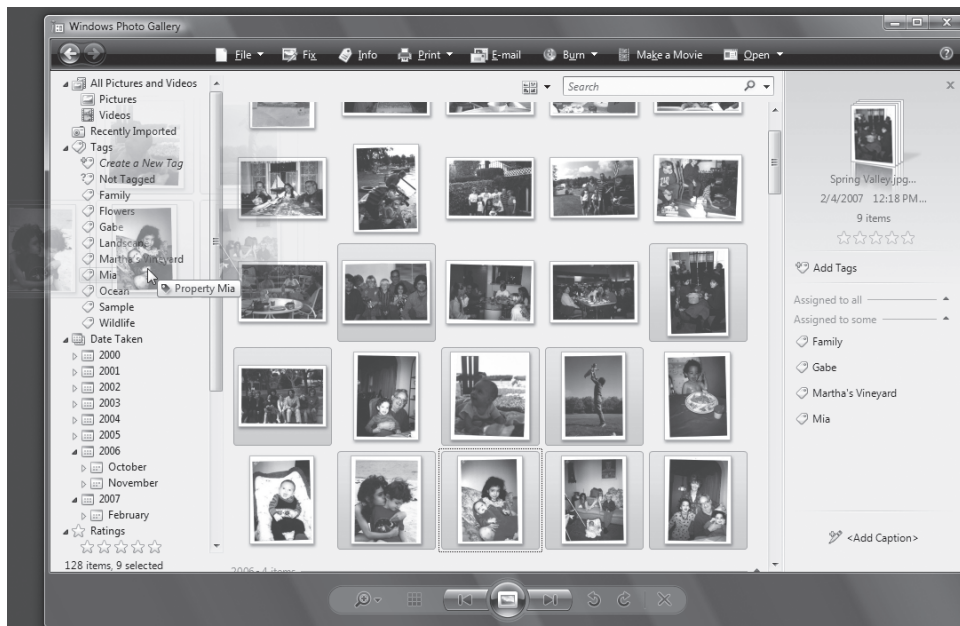 Windows Photo Gallery
File Fix Info Print E-mail Burn Make a Movie Open
All Pictures and Videos
Pictures
Videos
Recently Imported
Tags
Create a New Tag
Not Tagged
Family
Flowers
Gabe
Landscape
Martha's Vineyard
Mia
Property Mia
Ocean
Sample
Wildlife
Date Taken
2000
2001
2002
2003
2004
2005
2006
October
November
2007
February
Ratings
128 items, 9 selected
Search
2006 - 4 items
Spring Valley.jpg...
2/4/2007 12:18 PM...
9 items
Add Tags
Assigned to all
Assigned to some
Family
Gabe
Martha's Vineyard
Mia
<Add Caption>